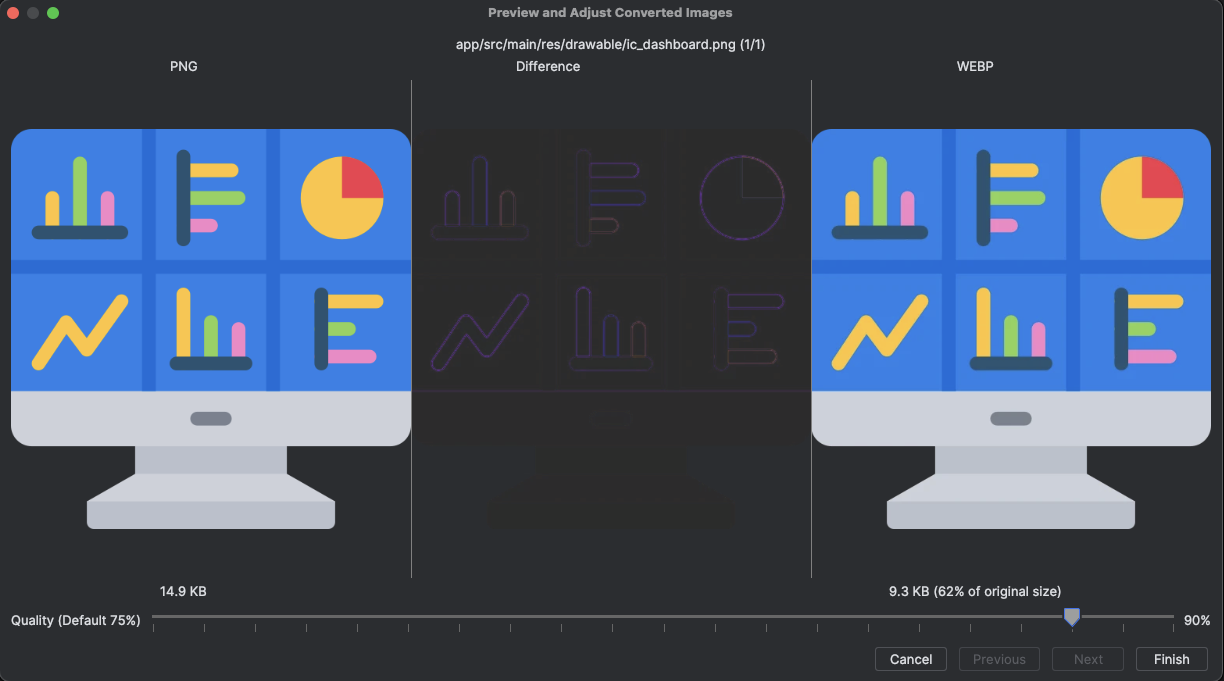 Preview and Adjust Converted Images
app/src/main/res/drawable/ic_dashboard.png (1/1)
PNG Difference WEBP
14.9 KB 9.3 KB (62% of original size)
Quality (Default 75%) 90%
Cancel Previous Next Finish